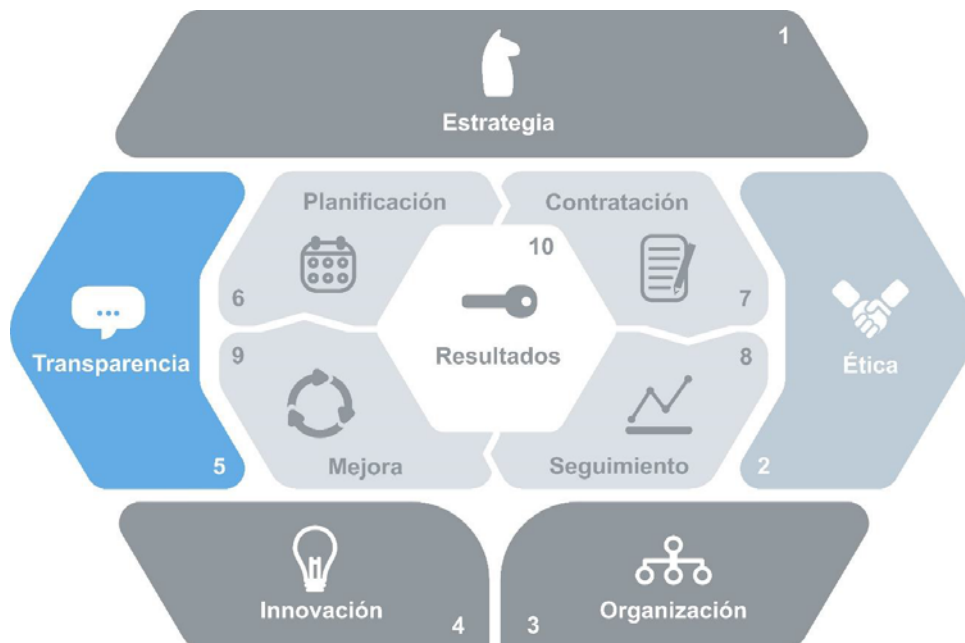 1
Estrategia
Planificación
6
Contratación
7
10
Resultados
Transparencia
5
Ética
2
9
Mejora
8
Seguimiento
Innovación
4
3
Organización